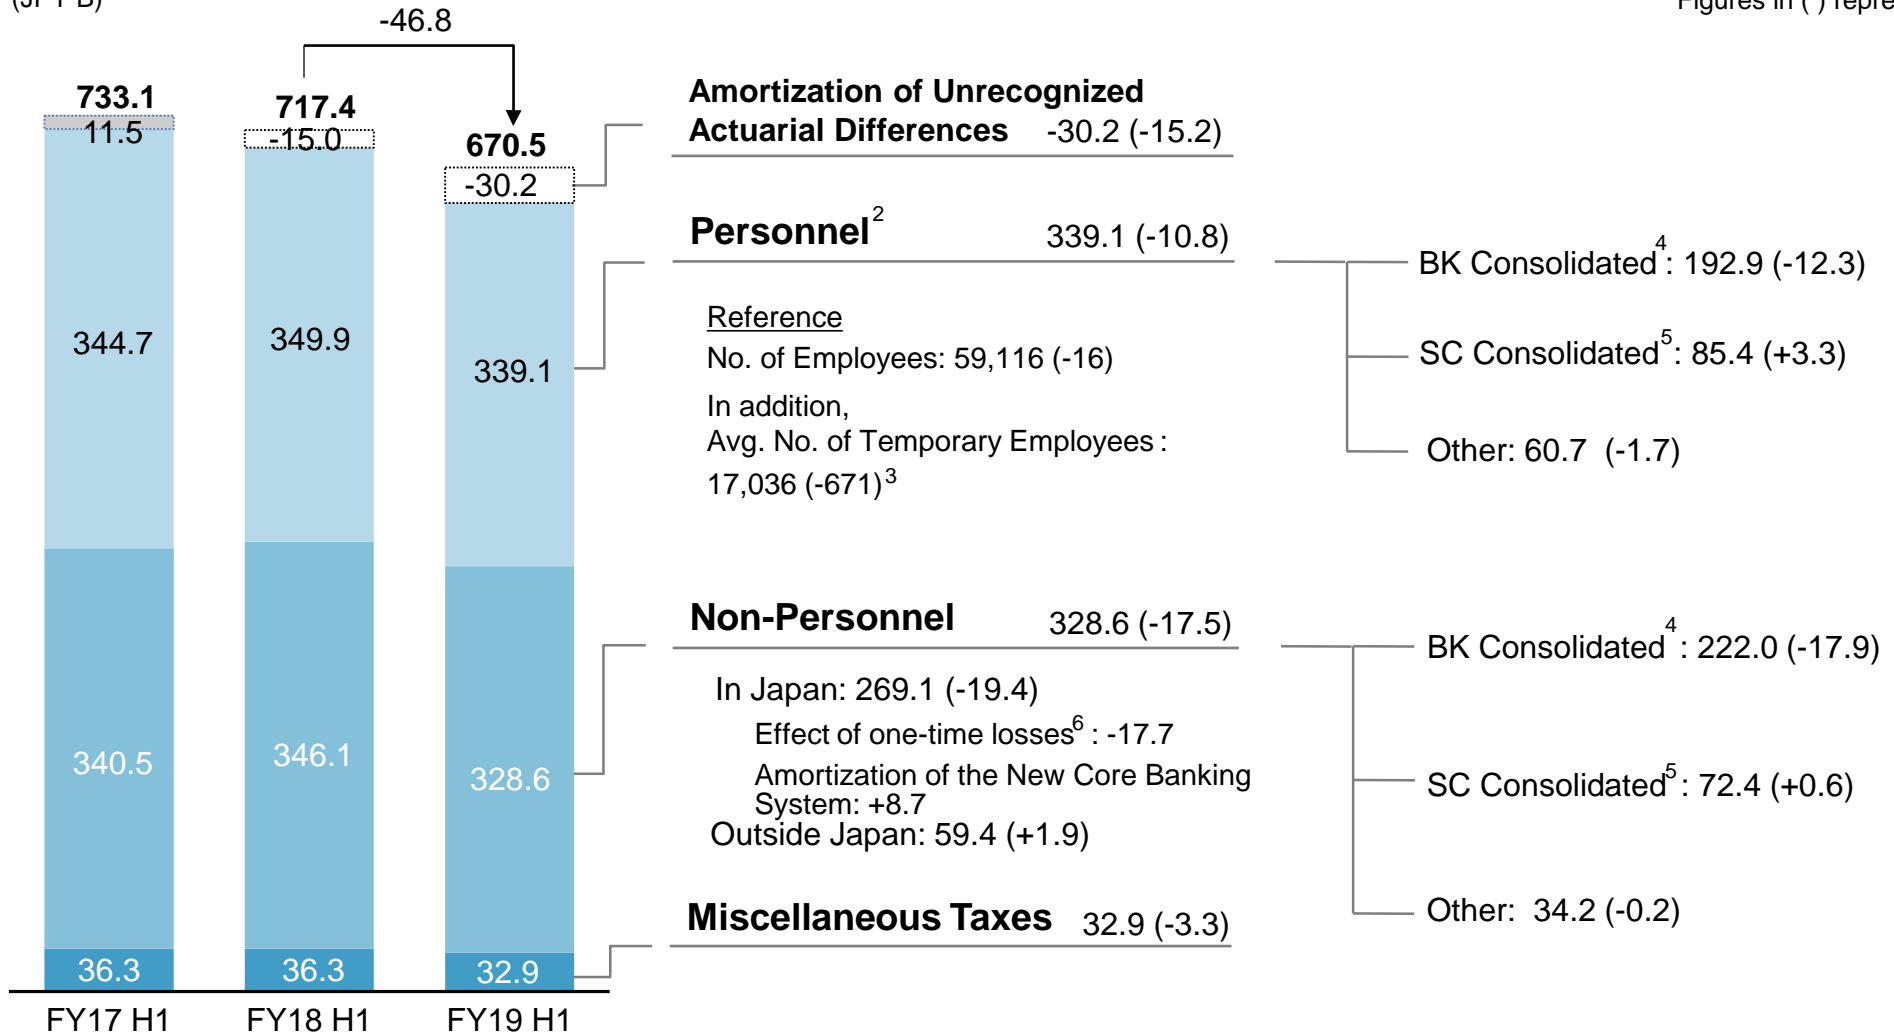 (JPY B)
Figures in ( ) repre
-46.8
733.1
11.5
344.7
340.5
36.3
FY17 H1
717.4
-15.0
349.9
346.1
36.3
FY18 H1
670.5
-30.2
339.1
328.6
32.9
FY19 H1
Amortization of Unrecognized
Actuarial Differences -30.2 (-15.2)
Personnel2 339.1 (-10.8)
Reference
No. of Employees: 59,116 (-16)
In addition,
Avg. No. of Temporary Employees :
17,036 (-671)3
BK Consolidated4: 192.9 (-12.3)
SC Consolidated5: 85.4 (+3.3)
Other: 60.7 (-1.7)
Non-Personnel 328.6 (-17.5)
In Japan: 269.1 (-19.4)
Effect of one-time losses6 : -17.7
Amortization of the New Core Banking
System: +8.7
Outside Japan: 59.4 (+1.9)
BK Consolidated4: 222.0 (-17.9)
SC Consolidated5: 72.4 (+0.6)
Other: 34.2 (-0.2)
Miscellaneous Taxes 32.9 (-3.3)